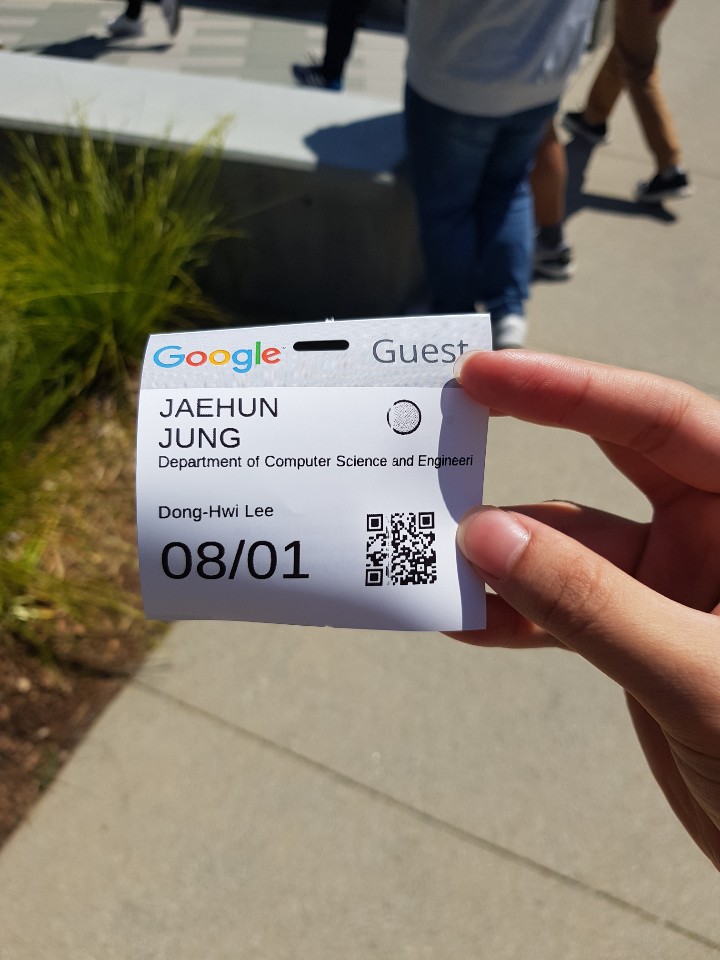 Google Guest
JAEHUN
JUNG
Department of Computer Science and Engineeri
Dong-Hwi Lee
08/01